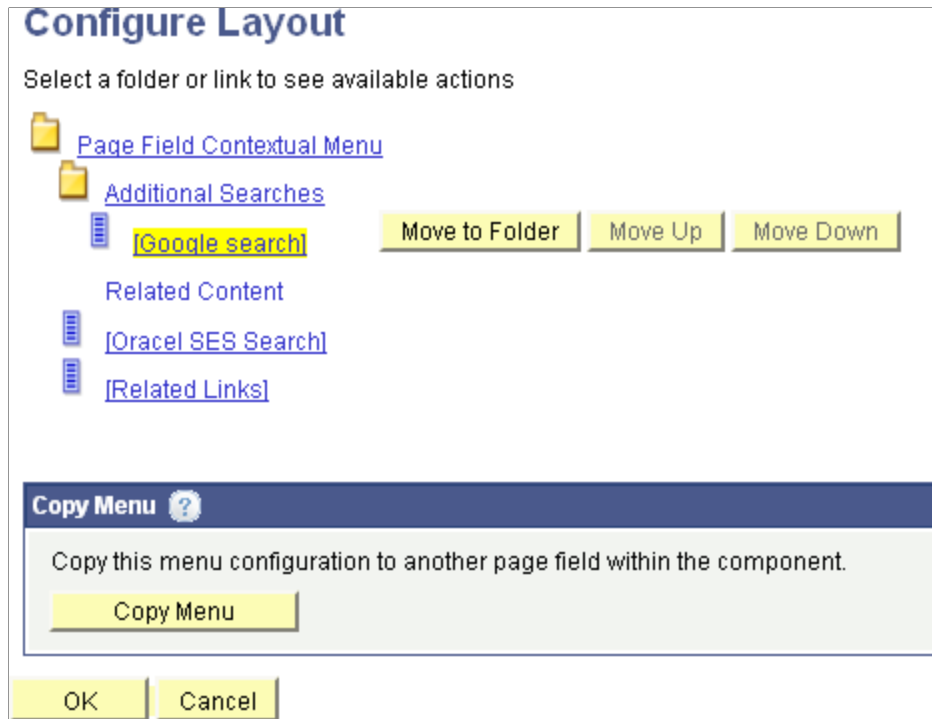 Configure Layout
Select a folder or link to see available actions
Page Field Contextual Menu
Additional Searches
[Google search] Move to Folder Move Up Move Down
Related Content
[Oracel SES Search]
[Related Links]
Copy Menu ?
Copy this menu configuration to another page field within the component.
Copy Menu
OK Cancel